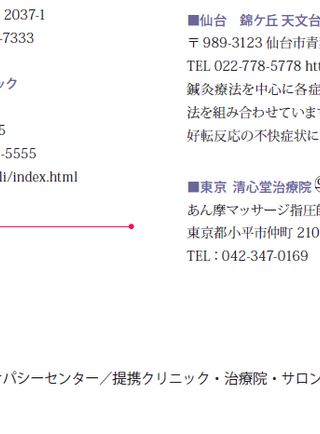 2037-1
-7333
ック
5
-5555
li/index.html
■仙台　錦ケ丘 天文台
〒989-3123 仙台市青
TEL 022-778-5778 htt
鍼灸療法を中心に各症
法を組み合わせていま
好転反応の不快症状に
■東京 清心堂治療院
あん摩マッサージ指圧師
東京都小平市仲町 210
TEL：042-347-0169
パシーセンター／提携クリニック・治療院・サロン